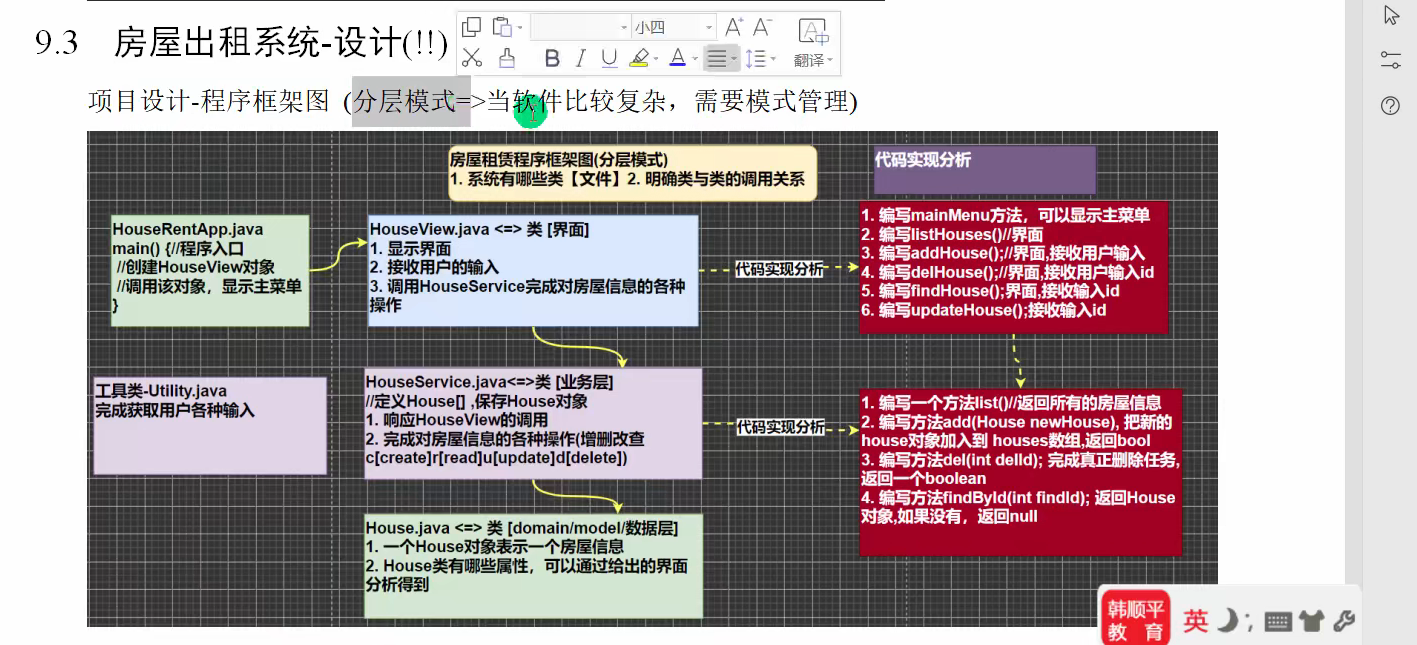 9.3 房屋出租系统-设计(!!)
小四
A+ A-
B I U A
翻译
项目设计-程序框架图 (分层模式=>当软件比较复杂，需要模式管理)
房屋租赁程序框架图(分层模式)
1. 系统有哪些类【文件】2. 明确类与类的调用关系
代码实现分析
HouseRentApp.java
main() {//程序入口
//创建HouseView对象
//调用该对象，显示主菜单
}
HouseView.java <=> 类 [界面]
1. 显示界面
2. 接收用户的输入
3. 调用HouseService完成对房屋信息的各种
操作
代码实现分析
1. 编写mainMenu方法，可以显示主菜单
2. 编写listHouses()//界面
3. 编写addHouse();//界面,接收用户输入
4. 编写delHouse();//界面,接收用户输入id
5. 编写findHouse();界面,接收输入id
6. 编写updateHouse();接收输入id
工具类-Utility.java
完成获取用户各种输入
HouseService.java<=>类 [业务层]
//定义House[] ,保存House对象
1. 响应HouseView的调用
2. 完成对房屋信息的各种操作(增删改查
c[create]r[read]u[update]d[delete])
代码实现分析
1. 编写一个方法list()//返回所有的房屋信息
2. 编写方法add(House newHouse), 把新的
house对象加入到 houses数组,返回bool
3. 编写方法del(int delId); 完成真正删除任务,
返回一个boolean
4. 编写方法findById(int findId); 返回House
对象,如果没有，返回null
House.java <=> 类 [domain/model/数据层]
1. 一个House对象表示一个房屋信息
2. House类有哪些属性，可以通过给出的界面
分析得到
韩顺平
教 育
英